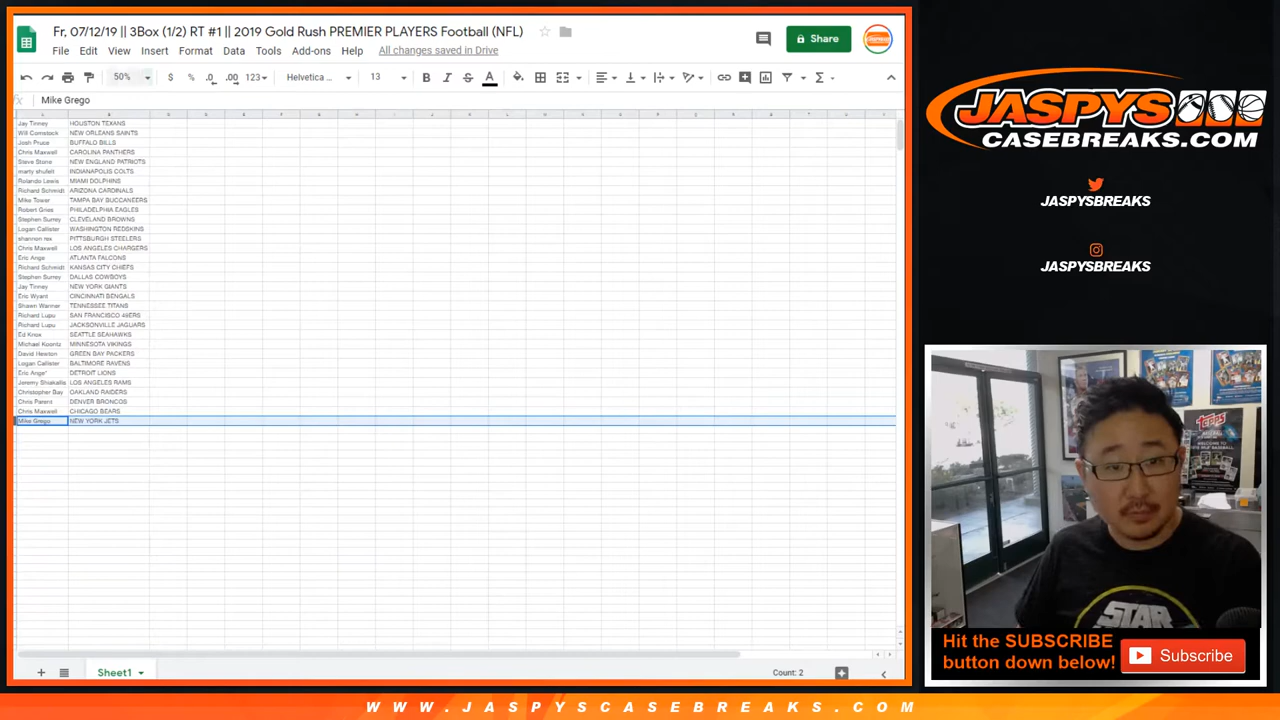 Fr, 07/12/19 || 3Box (1/2) RT #1 || 2019 Gold Rush PREMIER PLAYERS Football (NFL)
File Edit View Insert Format Data Tools Add-ons Help All changes saved in Drive
Share
50% $ % .0 .00 123 Helvetica ... 13 B I S A
fx Mike Grego
Jay Tinney HOUSTON TEXANS
Will Comstock NEW ORLEANS SAINTS
Josh Pruce BUFFALO BILLS
Chris Maxwell CAROLINA PANTHERS
Steve Stone NEW ENGLAND PATRIOTS
marty shufelt INDIANAPOLIS COLTS
Rolando Lewis MIAMI DOLPHINS
Richard Schmidt ARIZONA CARDINALS
Mike Tower TAMPA BAY BUCCANEERS
Robert Gries PHILADELPHIA EAGLES
Stephen Surrey CLEVELAND BROWNS
Logan Callister WASHINGTON REDSKINS
shannon rex PITTSBURGH STEELERS
Chris Maxwell LOS ANGELES CHARGERS
Eric Ange ATLANTA FALCONS
Richard Schmidt KANSAS CITY CHIEFS
Stephen Surrey DALLAS COWBOYS
Jay Tinney NEW YORK GIANTS
Eric Wyant CINCINNATI BENGALS
Shawn Wanner TENNESSEE TITANS
Richard Lupu SAN FRANCISCO 49ERS
Richard Lupu JACKSONVILLE JAGUARS
Ed Knox SEATTLE SEAHAWKS
Michael Koontz MINNESOTA VIKINGS
David Hewton GREEN BAY PACKERS
Logan Callister BALTIMORE RAVENS
Eric Ange* DETROIT LIONS
Jeremy Shiakallis LOS ANGELES RAMS
Christopher Bay OAKLAND RAIDERS
Chris Parent DENVER BRONCOS
Chris Maxwell CHICAGO BEARS
Mike Grego NEW YORK JETS
Sheet1
Count: 2
JASPYS
CASEBREAKS.COM
JASPYSBREAKS
JASPYSBREAKS
TOPPS
STAR
Hit the SUBSCRIBE
button down below!
Subscribe
WWW.JASPYSCASEBREAKS.COM